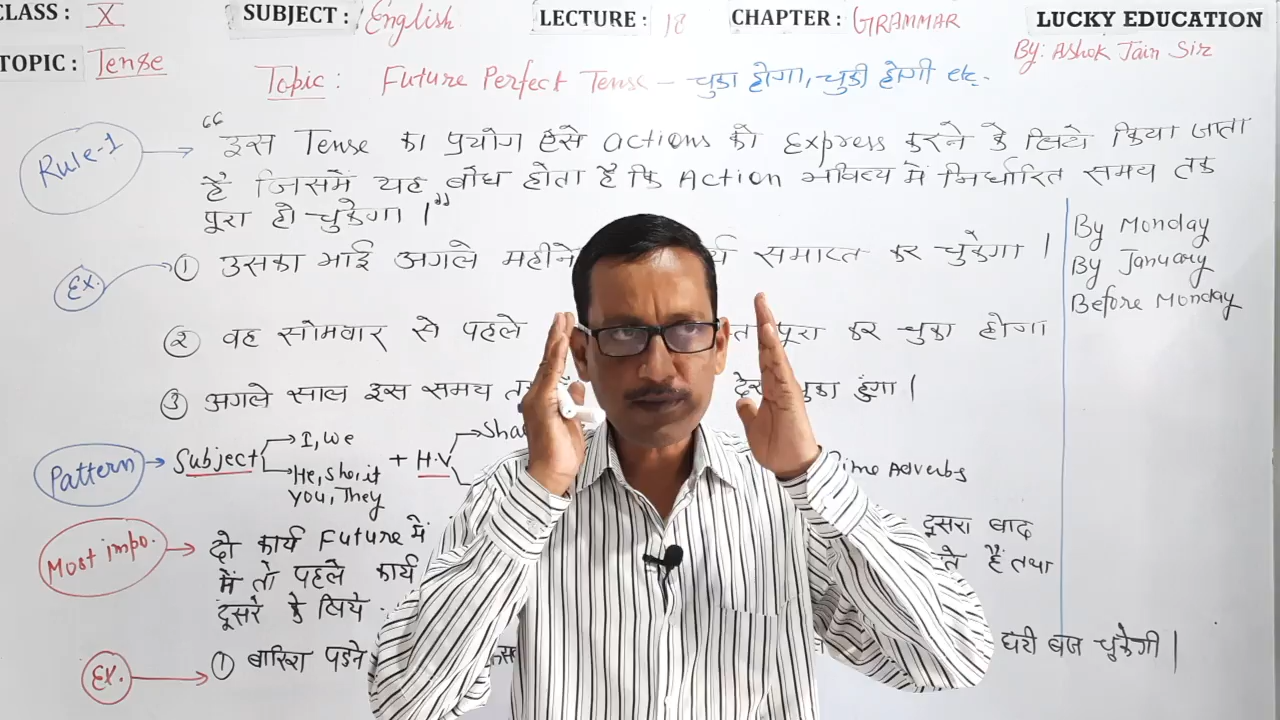 CLASS : X SUBJECT : English LECTURE : 18 CHAPTER : GRAMMAR LUCKY EDUCATION
By: Ashok Jain Sir
TOPIC : Tense
Topic : Future Perfect Tense – चुका होगा, चुकी होगी etc.
Rule-1 → “इस Tense का प्रयोग ऐसे actions को Express करने के लिये किया जाता
है जिसमें यह बोध होता है कि Action भविष्य में निर्धारित समय तक
पूरा हो चुकेगा।”
By Monday
By January
Before Monday
Ex. → ① उसका भाई अगले महीने समाप्त कर चुकेगा।
② वह सोमवार से पहले पूरा कर चुका होगा
③ अगले साल इस समय चुका हुंगा।
Pattern → Subject → I, We
→ He, She, it
You, They
+ H.V
Time Adverbs
Most impo. → दो कार्य Future में दूसरा बाद
में तो पहले कार्य हैं तथा
दूसरे के लिये
Ex. → ① बारिश पड़ने घंटी बज चुकेगी।